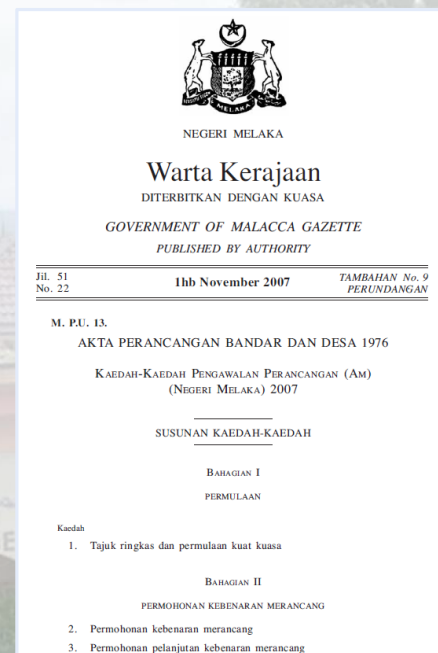 MELAKA
NEGERI MELAKA
Warta Kerajaan
DITERBITKAN DENGAN KUASA
GOVERNMENT OF MALACCA GAZETTE
PUBLISHED BY AUTHORITY
Jil. 51
No. 22
1hb November 2007
TAMBAHAN No. 9
PERUNDANGAN
M. P.U. 13.
AKTA PERANCANGAN BANDAR DAN DESA 1976
KAEDAH-KAEDAH PENGAWALAN PERANCANGAN (AM)
(NEGERI MELAKA) 2007
SUSUNAN KAEDAH-KAEDAH
BAHAGIAN I
PERMULAAN
Kaedah
1. Tajuk ringkas dan permulaan kuat kuasa
BAHAGIAN II
PERMOHONAN KEBENARAN MERANCANG
2. Permohonan kebenaran merancang
3. Permohonan pelanjutan kebenaran merancang